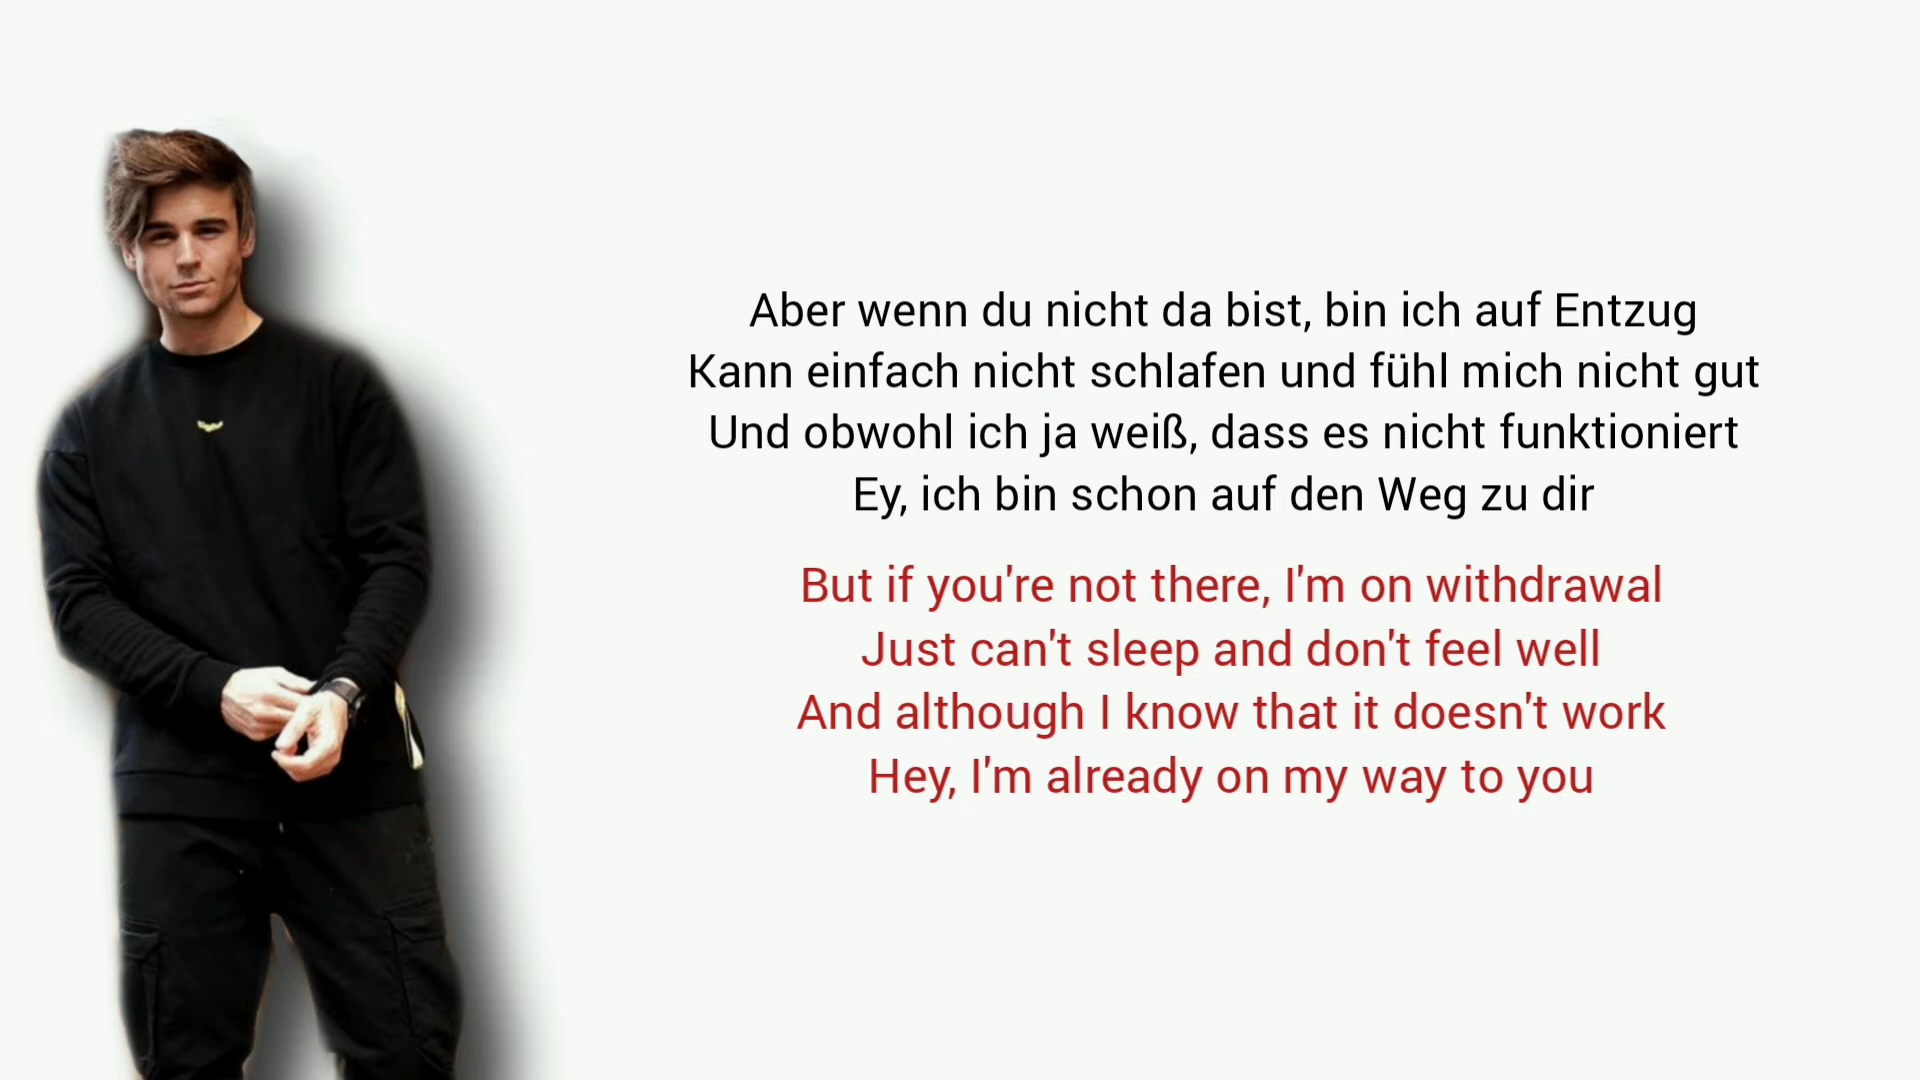 Aber wenn du nicht da bist, bin ich auf Entzug
Kann einfach nicht schlafen und fühl mich nicht gut
Und obwohl ich ja weiß, dass es nicht funktioniert
Ey, ich bin schon auf den Weg zu dir
But if you're not there, I'm on withdrawal
Just can't sleep and don't feel well
And although I know that it doesn't work
Hey, I'm already on my way to you